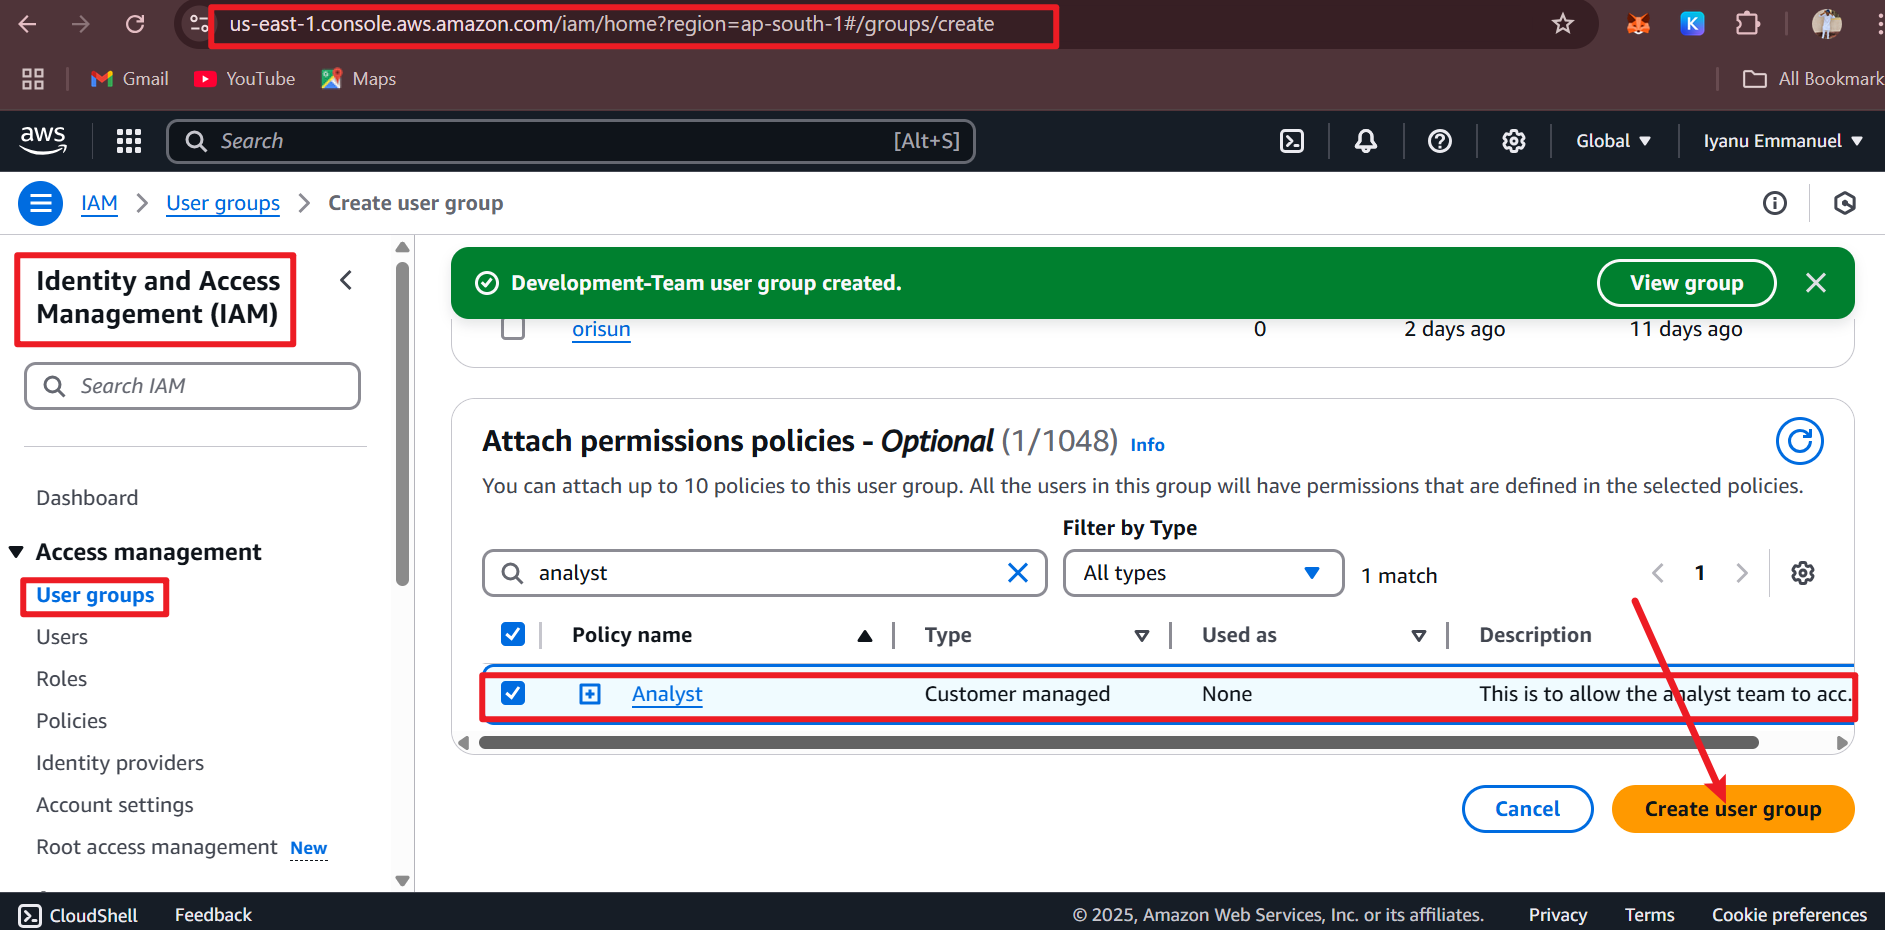 us-east-1.console.aws.amazon.com/iam/home?region=ap-south-1#/groups/create
K
Gmail
YouTube
Maps
All Bookmark
aws
Search
[Alt+S]
Global
Iyanu Emmanuel
IAM
User groups
Create user group
Identity and Access
Management (IAM)
Search IAM
Dashboard
Access management
User groups
Users
Roles
Policies
Identity providers
Account settings
Root access management New
Development-Team user group created.
View group
orisun
0
2 days ago
11 days ago
Attach permissions policies - Optional (1/1048) Info
You can attach up to 10 policies to this user group. All the users in this group will have permissions that are defined in the selected policies.
Filter by Type
analyst
All types
1 match
1
Policy name
Type
Used as
Description
Analyst
Customer managed
None
This is to allow the analyst team to acc.
Cancel
Create user group
CloudShell
Feedback
© 2025, Amazon Web Services, Inc. or its affiliates.
Privacy
Terms
Cookie preferences